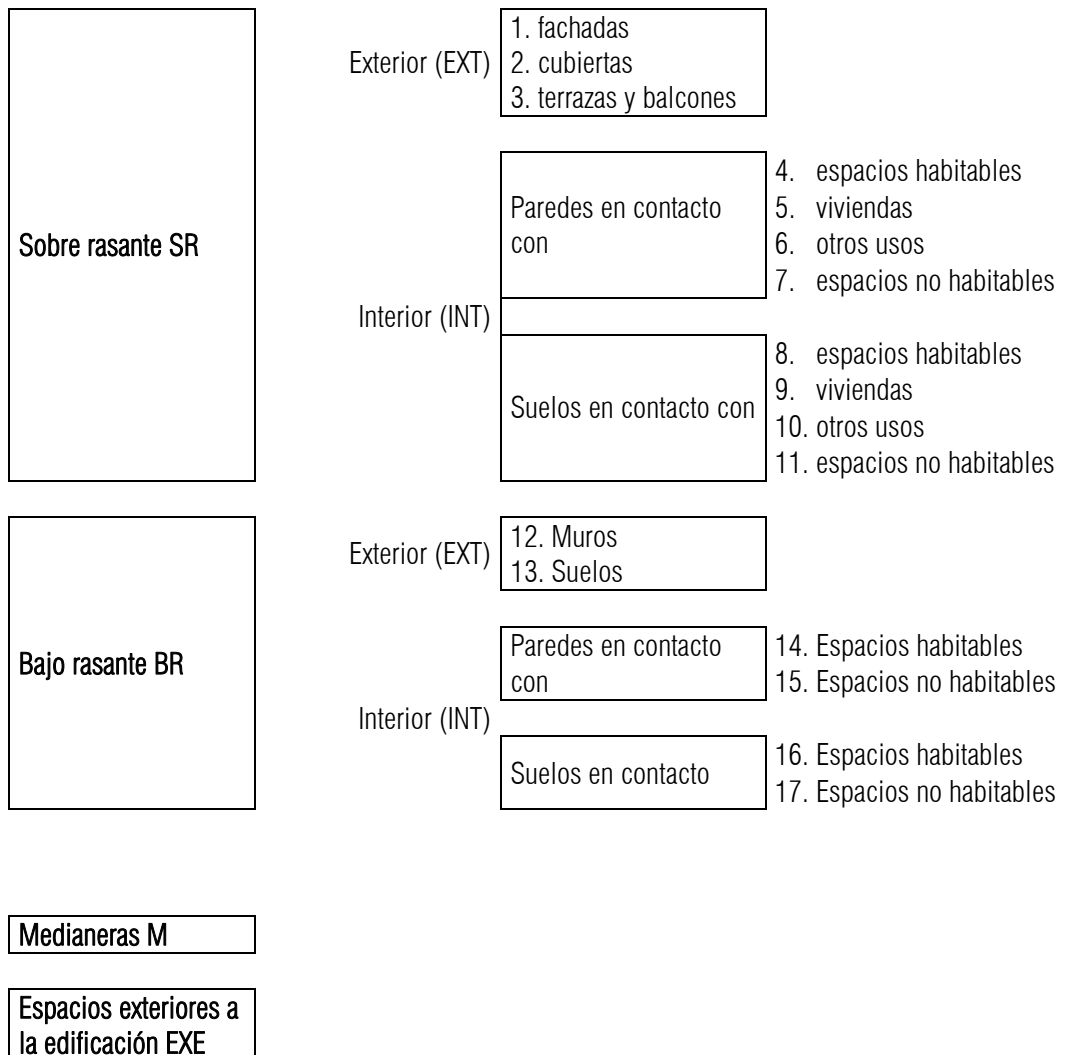 Exterior (EXT)
1. fachadas
2. cubiertas
3. terrazas y balcones
Sobre rasante SR
Paredes en contacto
con
4. espacios habitables
5. viviendas
6. otros usos
7. espacios no habitables
Interior (INT)
Suelos en contacto con
8. espacios habitables
9. viviendas
10. otros usos
11. espacios no habitables
Bajo rasante BR
Exterior (EXT)
12. Muros
13. Suelos
Paredes en contacto
con
14. Espacios habitables
15. Espacios no habitables
Interior (INT)
Suelos en contacto
16. Espacios habitables
17. Espacios no habitables
Medianeras M
Espacios exteriores a
la edificación EXE